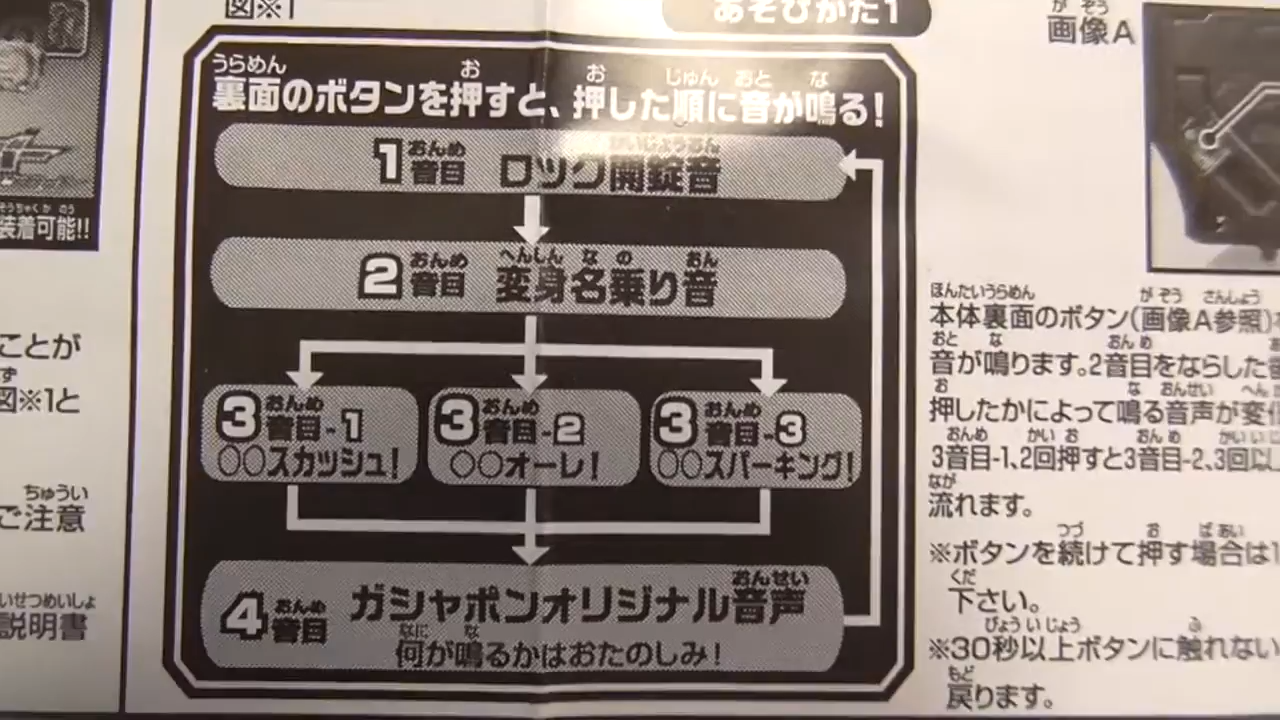 図※1
あそびかた1
裏面のボタンを押すと、押した順に音が鳴る!
1音目 ロック開錠音
2音目 変身名乗り音
3音目-1
○○スカッシュ!
3音目-2
○○オーレ!
3音目-3
○○スパーキング!
4音目 ガシャポンオリジナル音声
何が鳴るかはおたのしみ!
装着可能!!
ことが
図※1と
ご注意
説明書
画像A
本体裏面のボタン(画像A参照)
音が鳴ります。2音目をならした
押したかによって鳴る音声が変
3音目-1、2回押すと3音目-2、3回以
流れます。
※ボタンを続けて押す場合は1
下さい。
※30秒以上ボタンに触れない
戻ります。